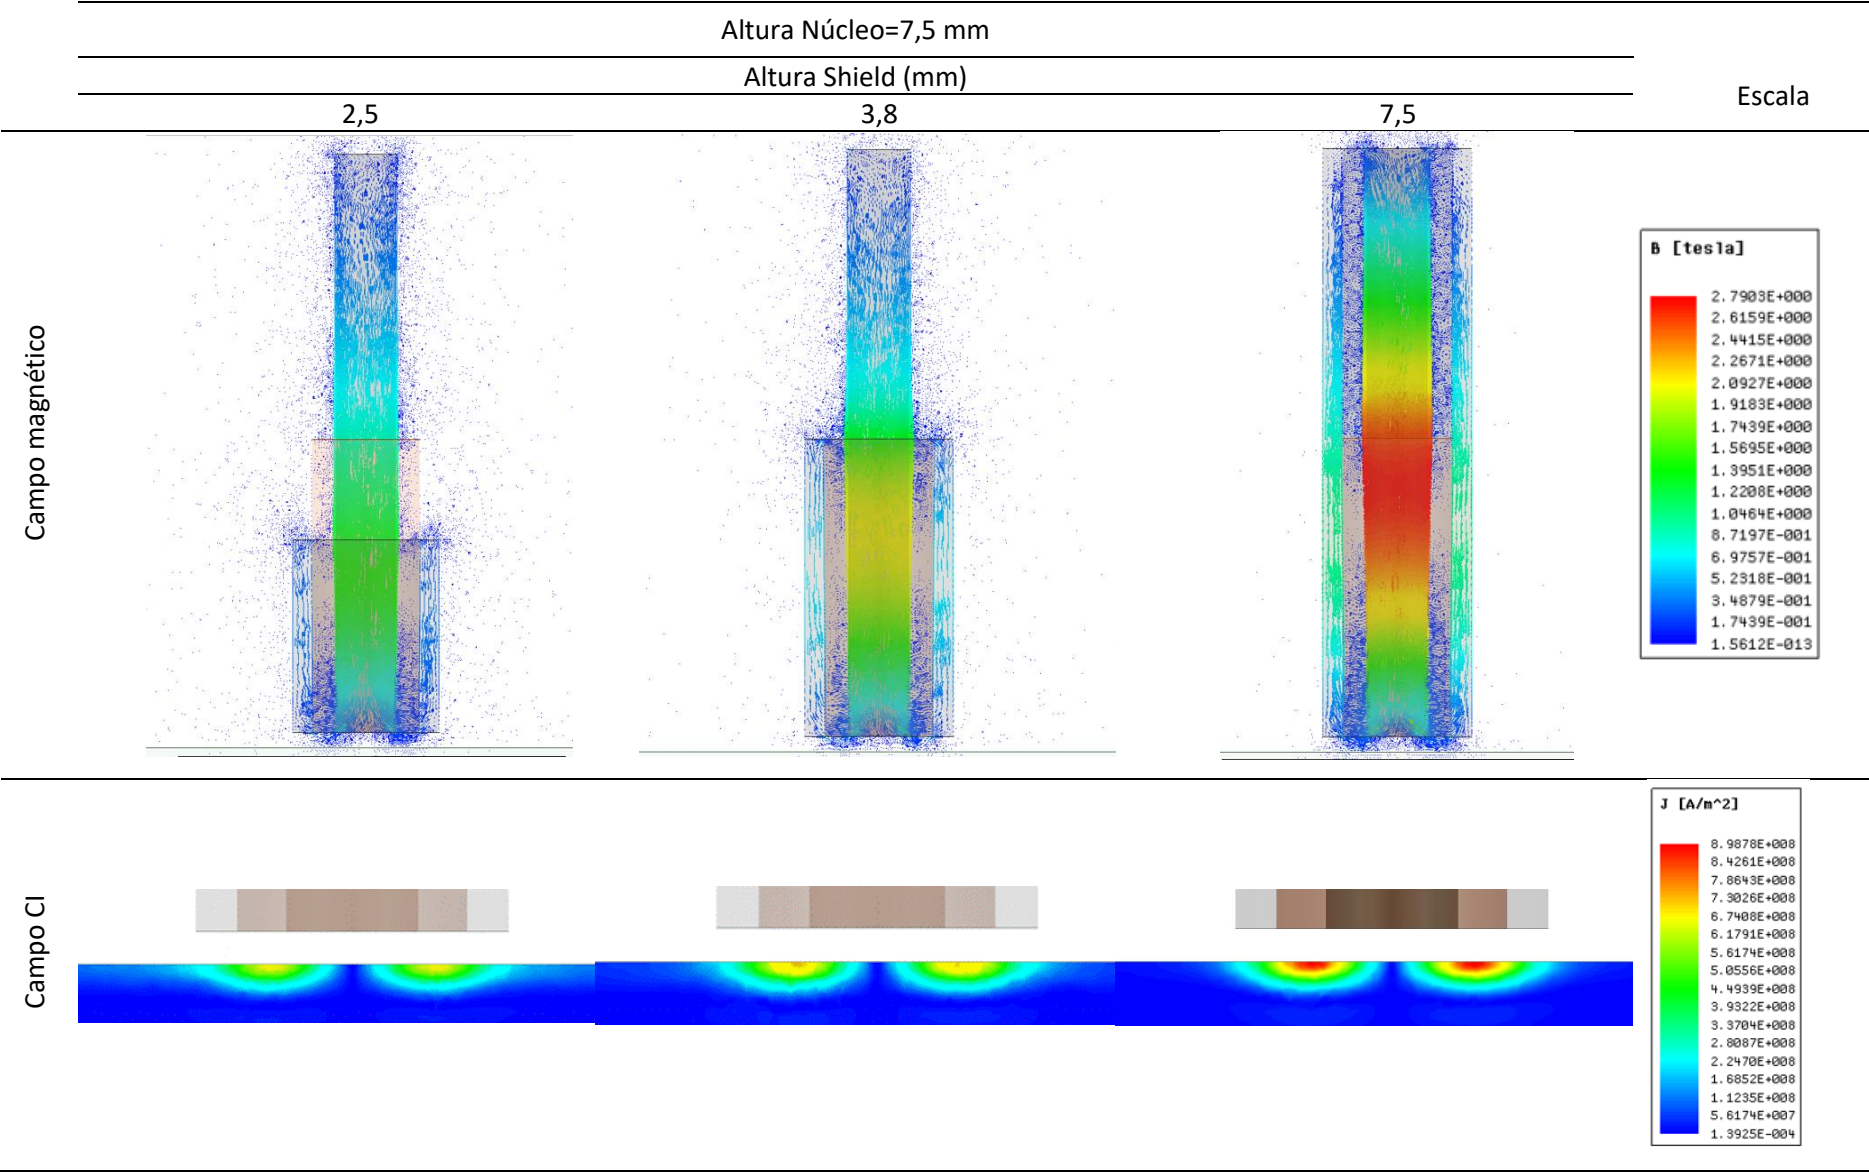 Altura Núcleo=7,5 mm
Altura Shield (mm)
Escala
2,5
3,8
7,5
Campo magnético
B [tesla]
2.7903E+000
2.6159E+000
2.4415E+000
2.2671E+000
2.0927E+000
1.9183E+000
1.7439E+000
1.5695E+000
1.3951E+000
1.2208E+000
1.0464E+000
8.7197E-001
6.9757E-001
5.2318E-001
3.4879E-001
1.7439E-001
1.5612E-013
Campo CI
J [A/m^2]
8.9878E+008
8.4261E+008
7.8643E+008
7.3026E+008
6.7408E+008
6.1791E+008
5.6174E+008
5.0556E+008
4.4939E+008
3.9322E+008
3.3704E+008
2.8087E+008
2.2470E+008
1.6852E+008
1.1235E+008
5.6174E+007
1.3925E-004